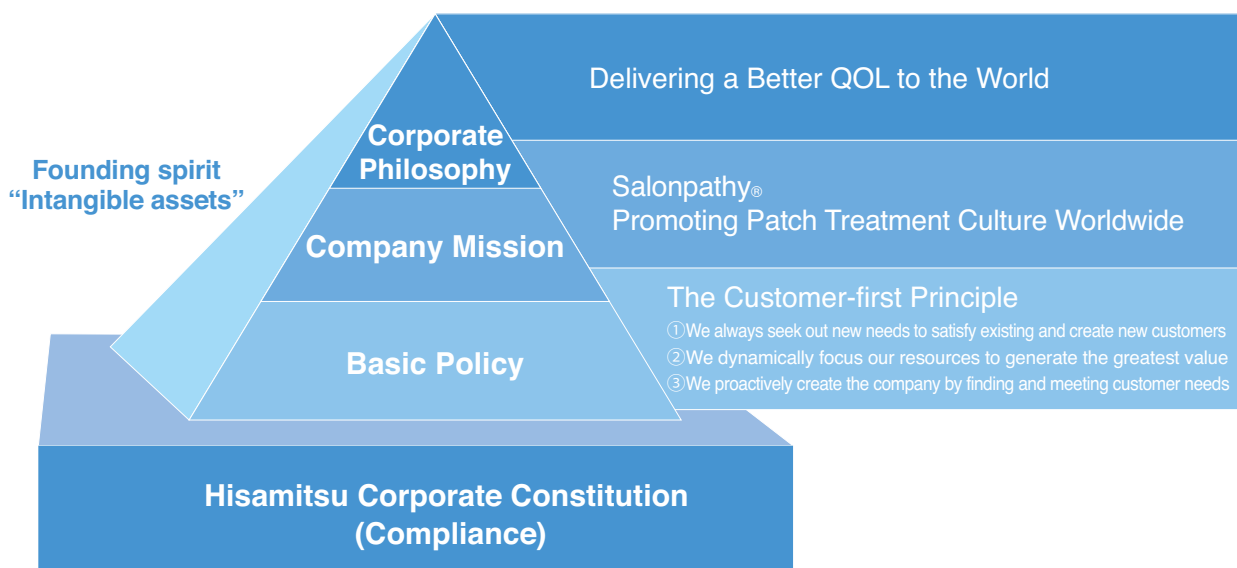 Delivering a Better QOL to the World
Corporate
Philosophy
Founding spirit
“Intangible assets”
Salonpathy®
Promoting Patch Treatment Culture Worldwide
Company Mission
The Customer-first Principle
①We always seek out new needs to satisfy existing and create new customers
②We dynamically focus our resources to generate the greatest value
③We proactively create the company by finding and meeting customer needs
Basic Policy
Hisamitsu Corporate Constitution
(Compliance)